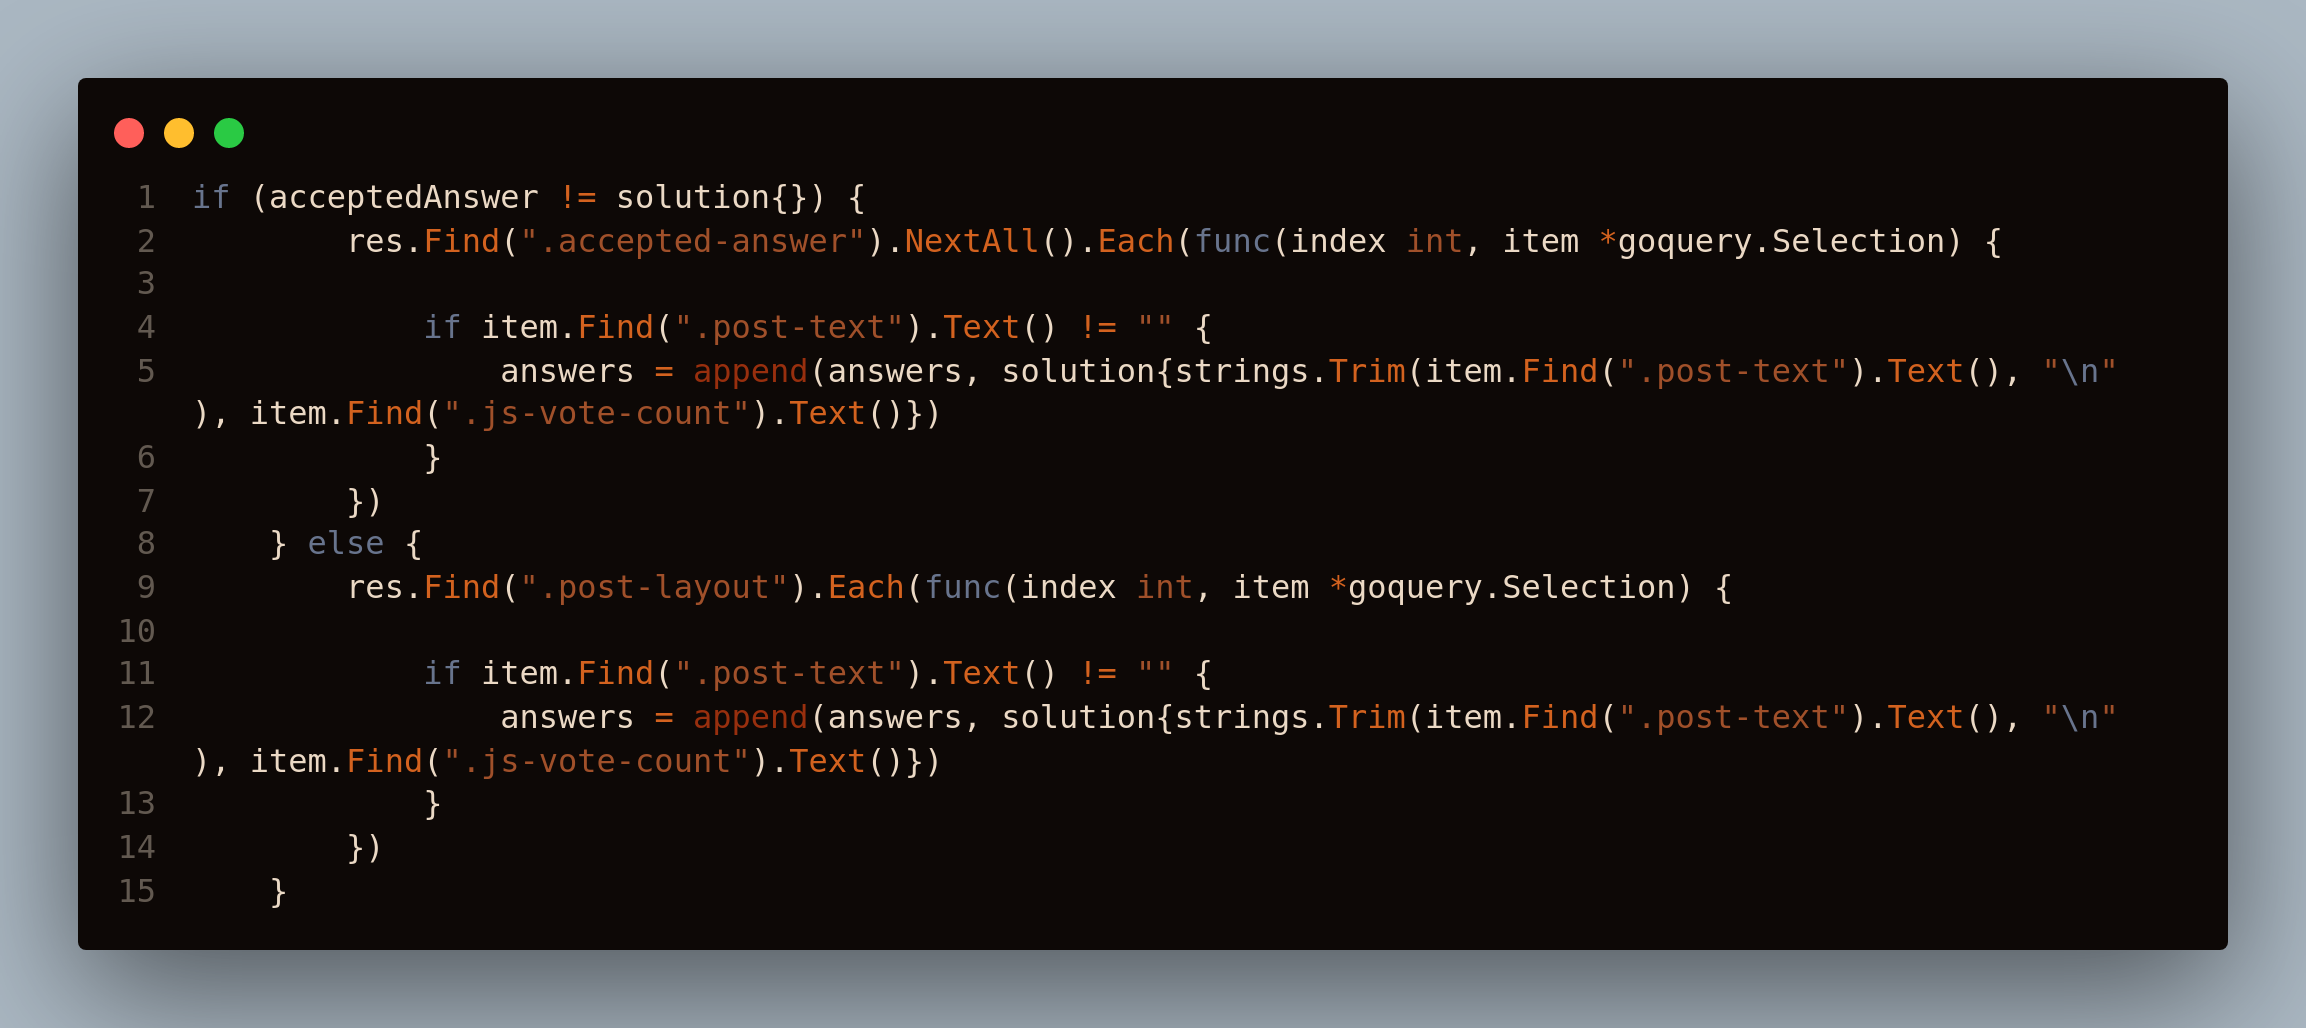 1 if (acceptedAnswer != solution{}) {
2         res.Find(".accepted-answer").NextAll().Each(func(index int, item *goquery.Selection) {
3
4             if item.Find(".post-text").Text() != "" {
5                 answers = append(answers, solution{strings.Trim(item.Find(".post-text").Text(), "\n"
), item.Find(".js-vote-count").Text()})
6             }
7         })
8     } else {
9         res.Find(".post-layout").Each(func(index int, item *goquery.Selection) {
10
11             if item.Find(".post-text").Text() != "" {
12                 answers = append(answers, solution{strings.Trim(item.Find(".post-text").Text(), "\n"
), item.Find(".js-vote-count").Text()})
13             }
14         })
15     }